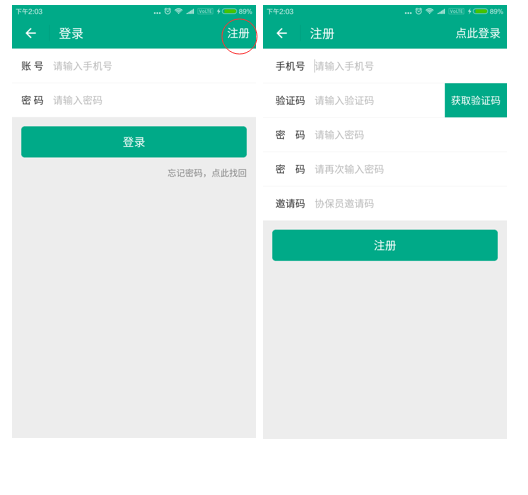 下午2:03
VoLTE
89%
登录
注册
账 号 请输入手机号
密 码 请输入密码
登录
忘记密码，点此找回
下午2:03
VoLTE
89%
注册
点此登录
手机号 请输入手机号
验证码 请输入验证码
获取验证码
密 码 请输入密码
密 码 请再次输入密码
邀请码 协保员邀请码
注册